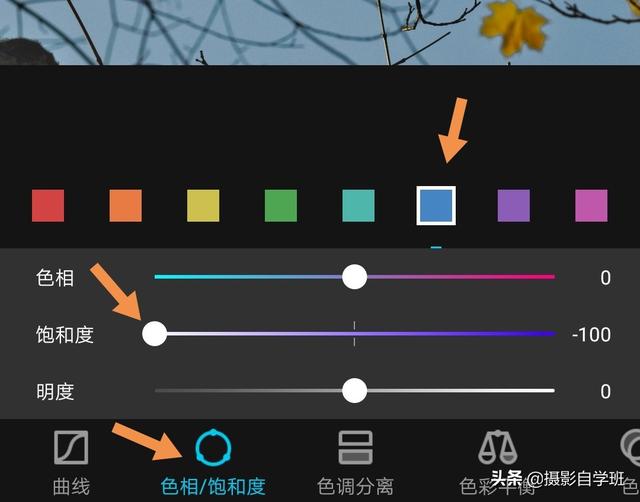 色相 0
饱和度 -100
明度 0
曲线 色相/饱和度 色调分离 色彩平衡 色
头条 @摄影自学班